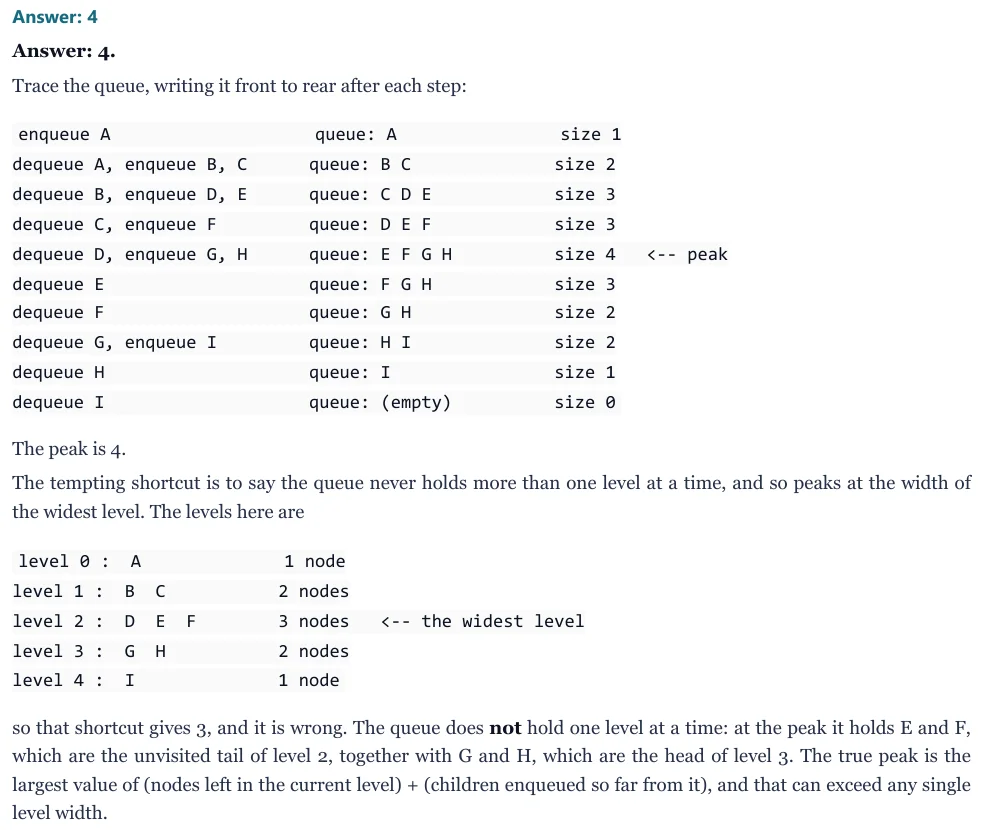 Answer: 4
Answer: 4.
Trace the queue, writing it front to rear after each step:
enqueue A queue: A size 1
dequeue A, enqueue B, C queue: B C size 2
dequeue B, enqueue D, E queue: C D E size 3
dequeue C, enqueue F queue: D E F size 3
dequeue D, enqueue G, H queue: E F G H size 4 <-- peak
dequeue E queue: F G H size 3
dequeue F queue: G H size 2
dequeue G, enqueue I queue: H I size 2
dequeue H queue: I size 1
dequeue I queue: (empty) size 0
The peak is 4.
The tempting shortcut is to say the queue never holds more than one level at a time, and so peaks at the width of
the widest level. The levels here are
level 0 : A 1 node
level 1 : B C 2 nodes
level 2 : D E F 3 nodes <-- the widest level
level 3 : G H 2 nodes
level 4 : I 1 node
so that shortcut gives 3, and it is wrong. The queue does not hold one level at a time: at the peak it holds E and F,
which are the unvisited tail of level 2, together with G and H, which are the head of level 3. The true peak is the
largest value of (nodes left in the current level) + (children enqueued so far from it), and that can exceed any single
level width.